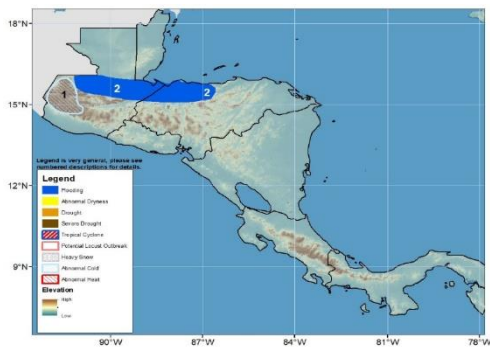 18°N
15°N
12°N
9°N
1
2
2
Legend is very general, please see
numbered descriptions for details.
Legend
Flooding
Abnormal Dryness
Drought
Severe Drought
Tropical Cyclone
Potential Locust Outbreak
Heavy Snow
Abnormal Cold
Abnormal Heat
Elevation
High
Low
90°W
87°W
84°W
81°W
78°W